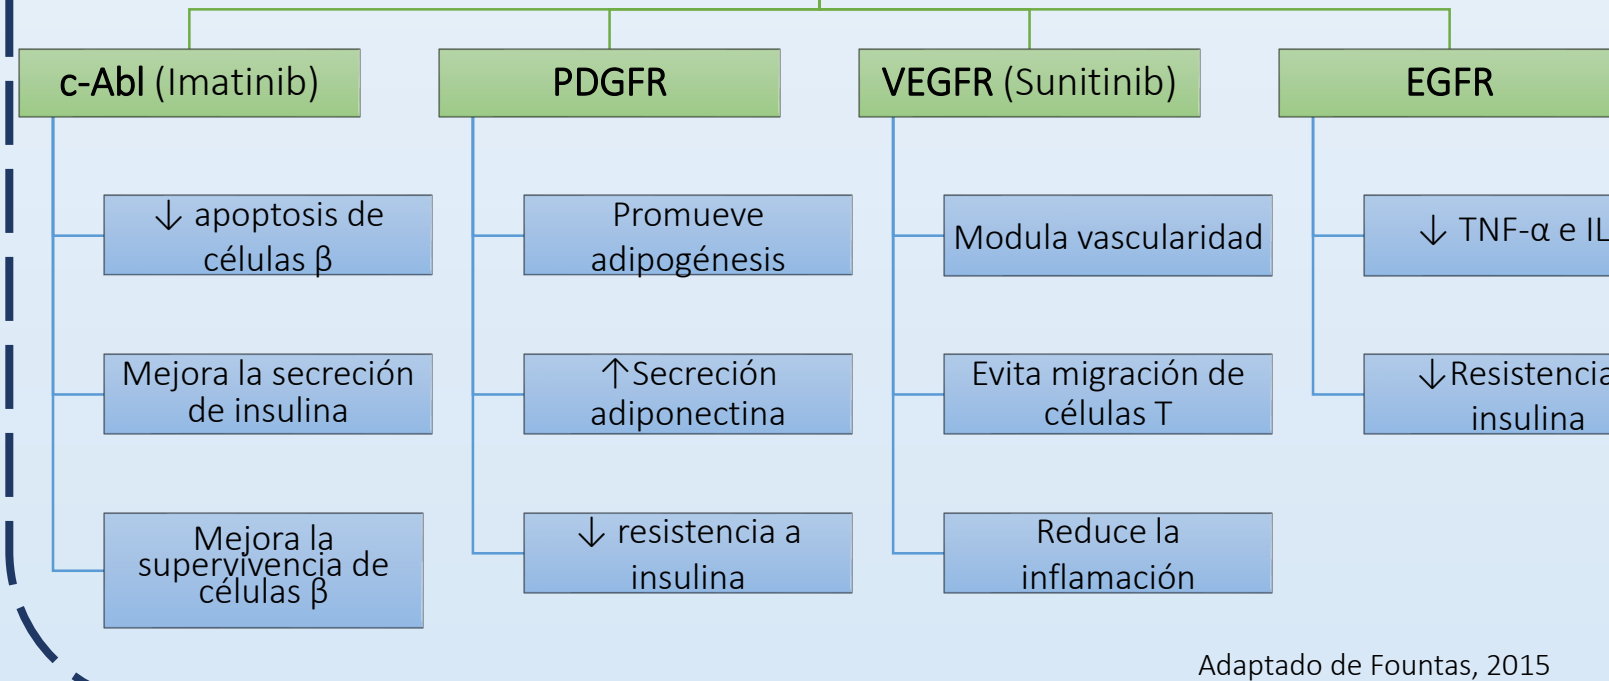 c-Abl (Imatinib)
↓ apoptosis de
células β
Mejora la secreción
de insulina
Mejora la
supervivencia de
células β
PDGFR
Promueve
adipogénesis
↑Secreción
adiponectina
↓ resistencia a
insulina
VEGFR (Sunitinib)
Modula vascularidad
Evita migración de
células T
Reduce la
inflamación
EGFR
↓ TNF-α e IL
↓Resistencia
insulina
Adaptado de Fountas, 2015